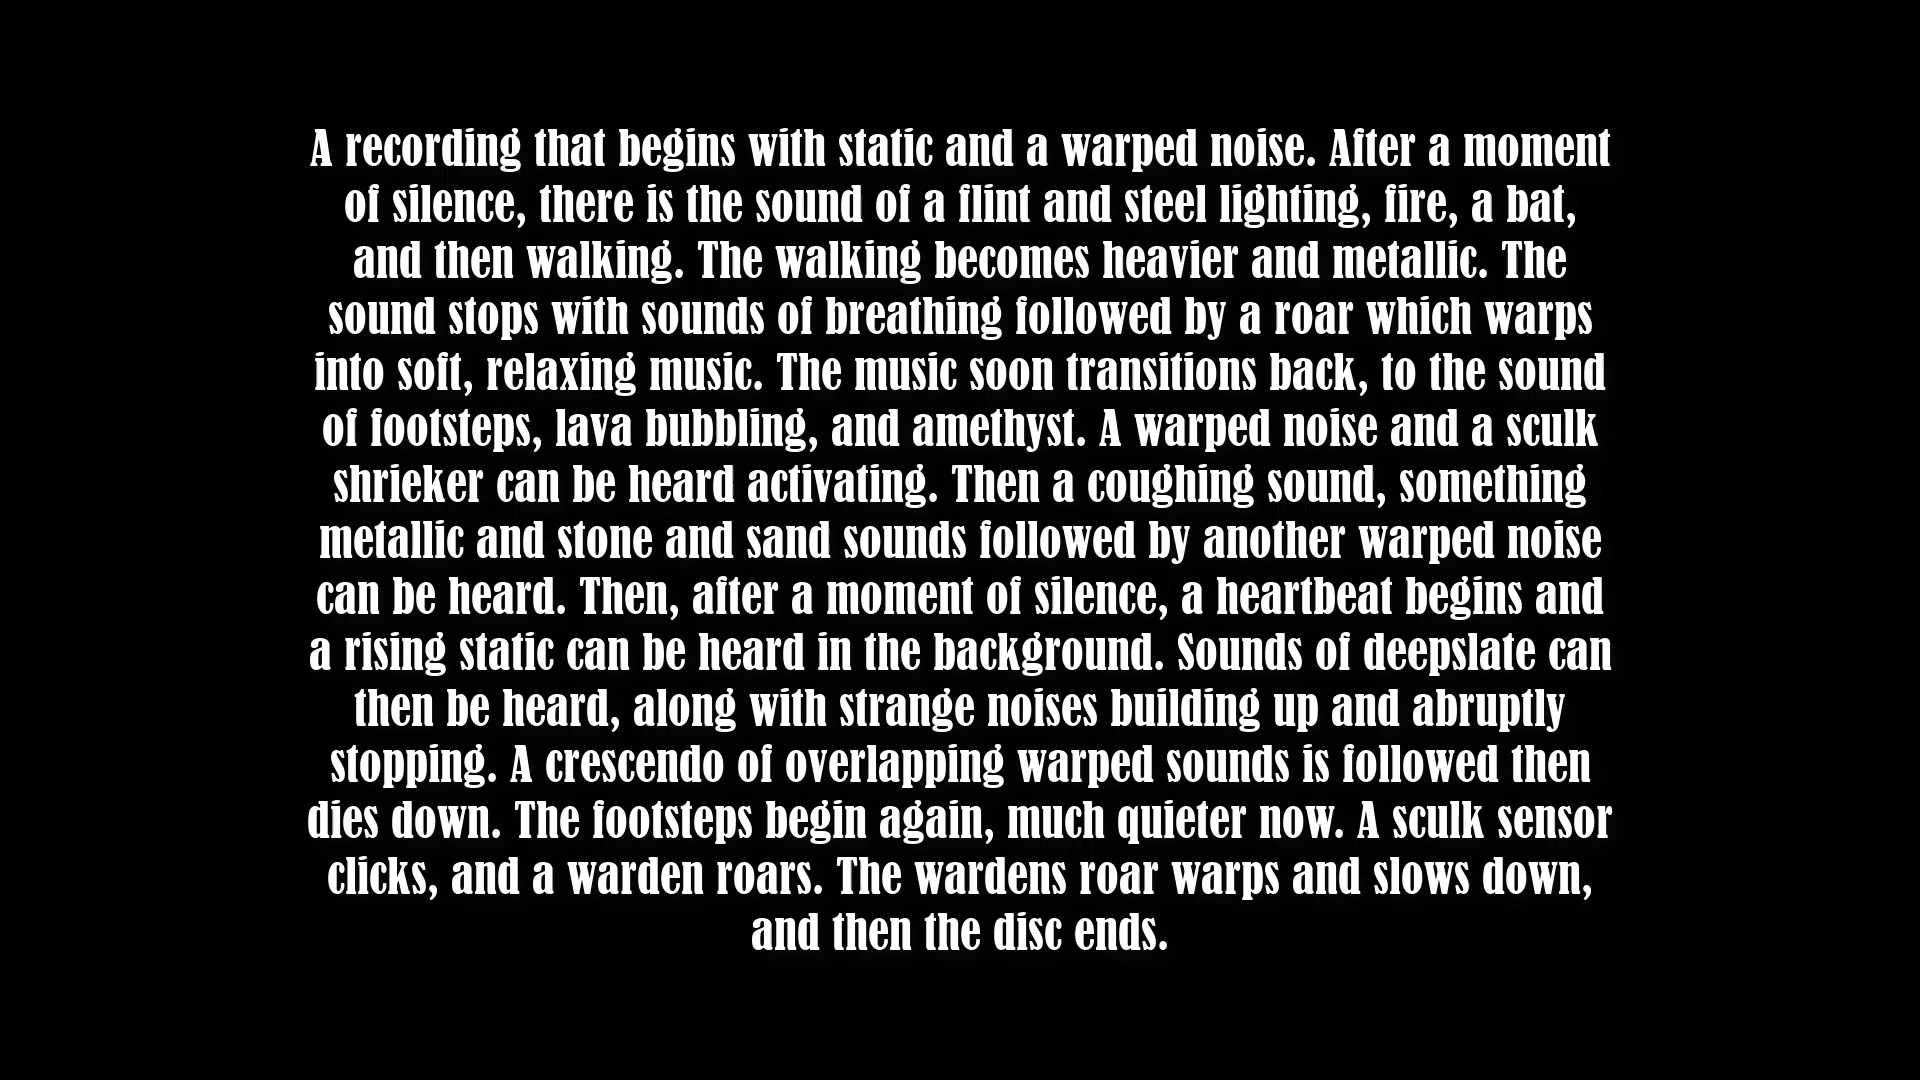 A recording that begins with static and a warped noise. After a moment
of silence, there is the sound of a flint and steel lighting, fire, a bat,
and then walking. The walking becomes heavier and metallic. The
sound stops with sounds of breathing followed by a roar which warps
into soft, relaxing music. The music soon transitions back, to the sound
of footsteps, lava bubbling, and amethyst. A warped noise and a sculk
shrieker can be heard activating. Then a coughing sound, something
metallic and stone and sand sounds followed by another warped noise
can be heard. Then, after a moment of silence, a heartbeat begins and
a rising static can be heard in the background. Sounds of deepslate can
then be heard, along with strange noises building up and abruptly
stopping. A crescendo of overlapping warped sounds is followed then
dies down. The footsteps begin again, much quieter now. A sculk sensor
clicks, and a warden roars. The wardens roar warps and slows down,
and then the disc ends.